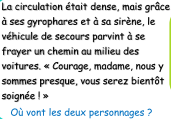 La circulation était dense, mais grâce
à ses gyrophares et à sa sirène, le
véhicule de secours parvint à se
frayer un chemin au milieu des
voitures. « Courage, madame, nous y
sommes presque, vous serez bientôt
soignée ! »
Où vont les deux personnages ?